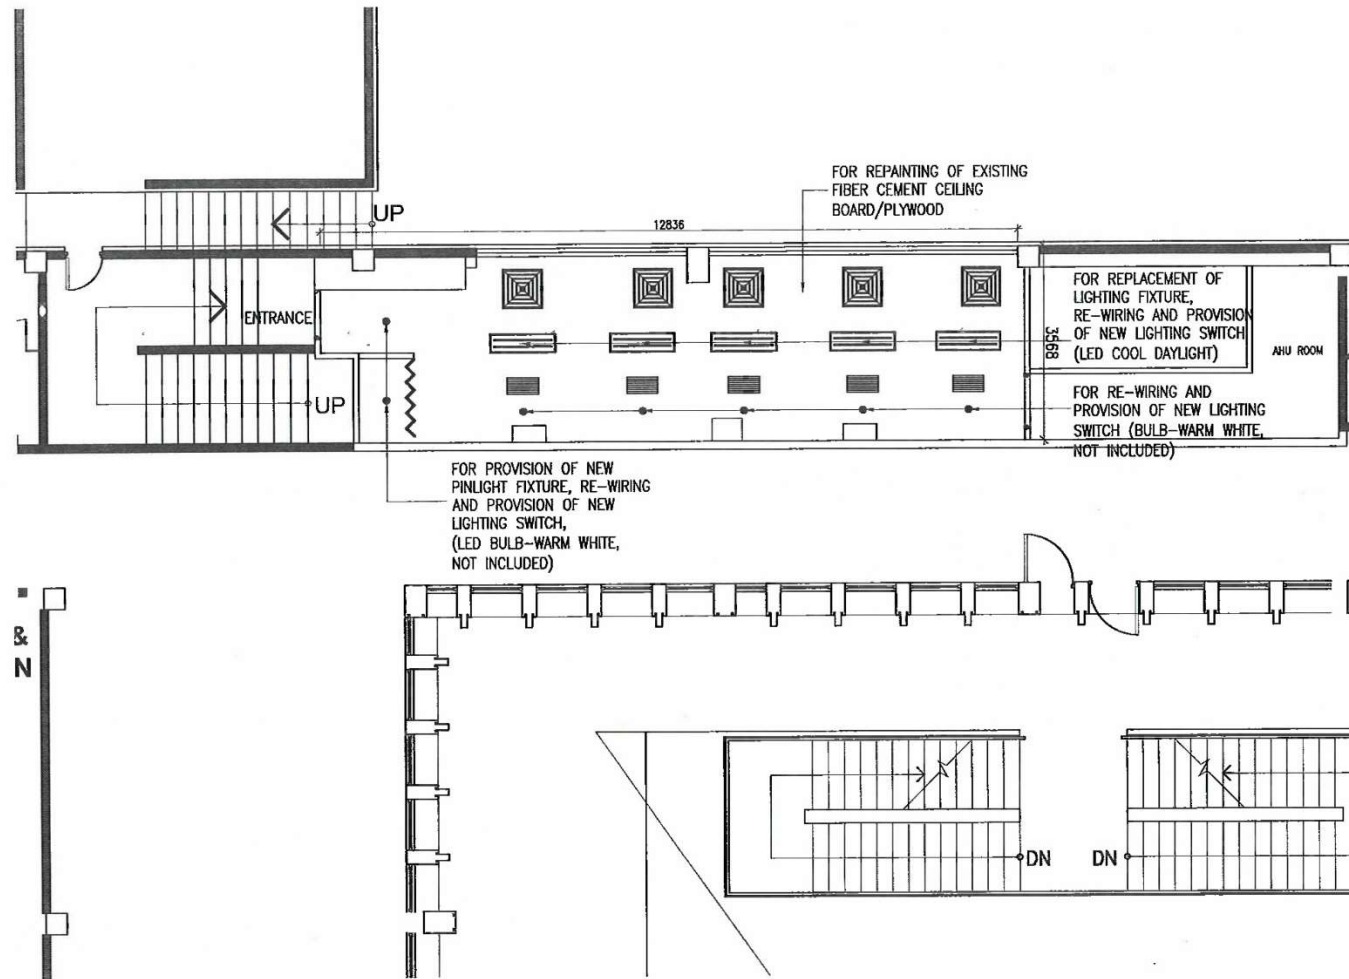 FOR REPAINTING OF EXISTING
FIBER CEMENT CEILING
BOARD/PLYWOOD
UP
12836
ENTRANCE
UP
FOR REPLACEMENT OF
LIGHTING FIXTURE,
RE-WIRING AND PROVISION
OF NEW LIGHTING SWITCH
(LED COOL DAYLIGHT)
3568
AHU ROOM
FOR RE-WIRING AND
PROVISION OF NEW LIGHTING
SWITCH (BULB-WARM WHITE,
NOT INCLUDED)
FOR PROVISION OF NEW
PINLIGHT FIXTURE, RE-WIRING
AND PROVISION OF NEW
LIGHTING SWITCH,
(LED BULB-WARM WHITE,
NOT INCLUDED)
&
N
DN
DN